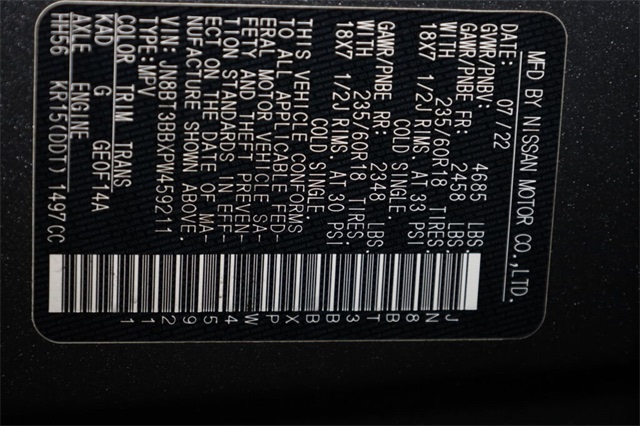 MFD BY NISSAN MOTOR CO.,LTD.
DATE: 07/22
GVWR/PNBV: 4685 LBS.
GAWR/PNBE FR: 2458 LBS.
WITH 235/60R18 TIRES.
18X7 1/2J RIMS. AT 33 PSI
COLD SINGLE.
GAWR/PNBE RR: 2348 LBS.
WITH 235/60R18 TIRES.
18X7 1/2J RIMS. AT 30 PSI
COLD SINGLE
THIS VEHICLE CONFORMS
TO ALL APPLICABLE FED-
ERAL MOTOR VEHICLE SA-
FETY AND THEFT PREVEN-
TION STANDARDS IN EFF-
ECT ON THE DATE OF MA-
NUFACTURE SHOWN ABOVE.
VIN: JN8BT3BBXPW459211
TYPE: MPV
COLOR TRIM TRANS
KAD G GE0F14A
AXLE ENGINE
HH56 KR15(DDT) 1497CC
JN8BT3BBXPW459211